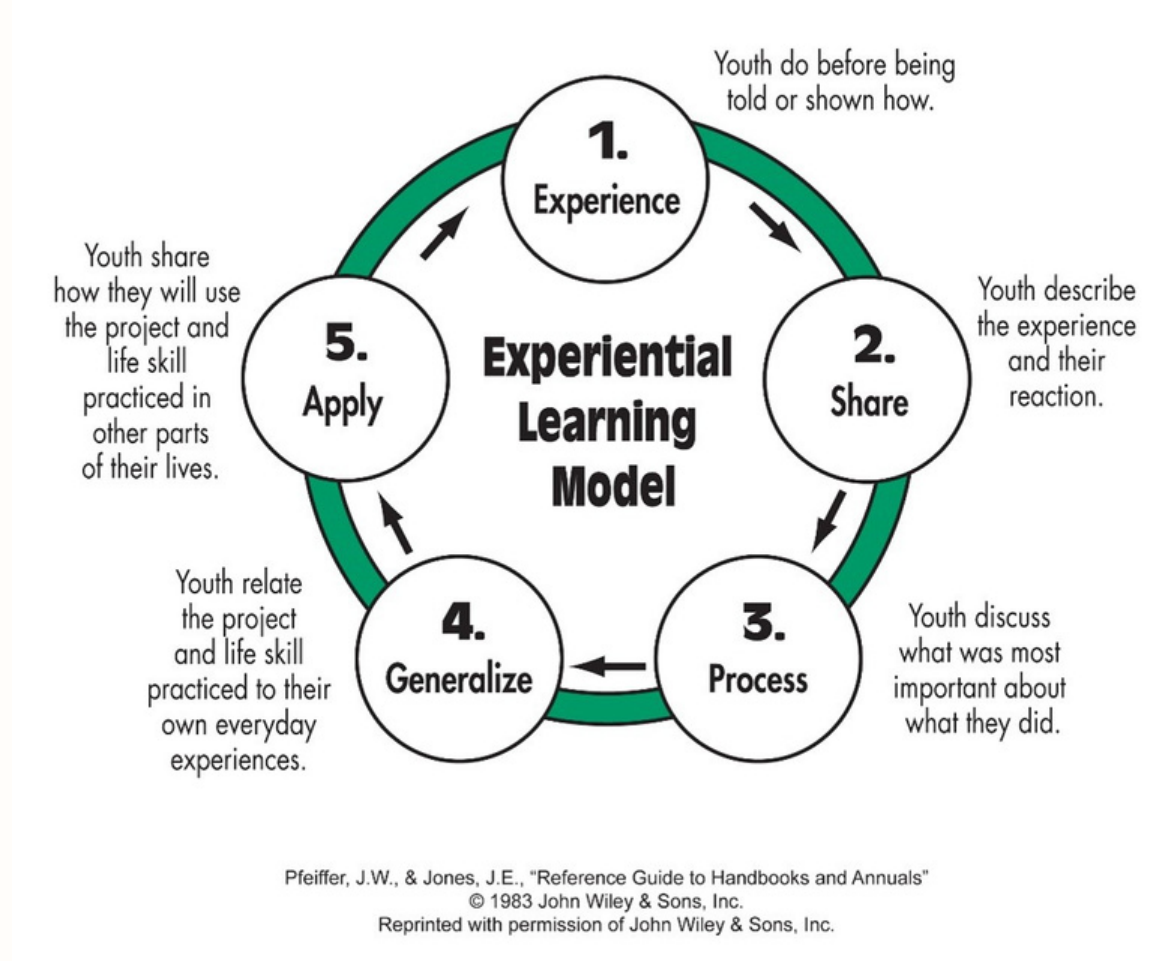 Experiential
Learning
Model
1.
Experience
Youth do before being
told or shown how.
2.
Share
Youth describe
the experience
and their
reaction.
3.
Process
Youth discuss
what was most
important about
what they did.
4.
Generalize
Youth relate
the project
and life skill
practiced to their
own everyday
experiences.
5.
Apply
Youth share
how they will use
the project and
life skill
practiced in
other parts
of their lives.
Pfeiffer, J.W., & Jones, J.E., “Reference Guide to Handbooks and Annuals”
© 1983 John Wiley & Sons, Inc.
Reprinted with permission of John Wiley & Sons, Inc.